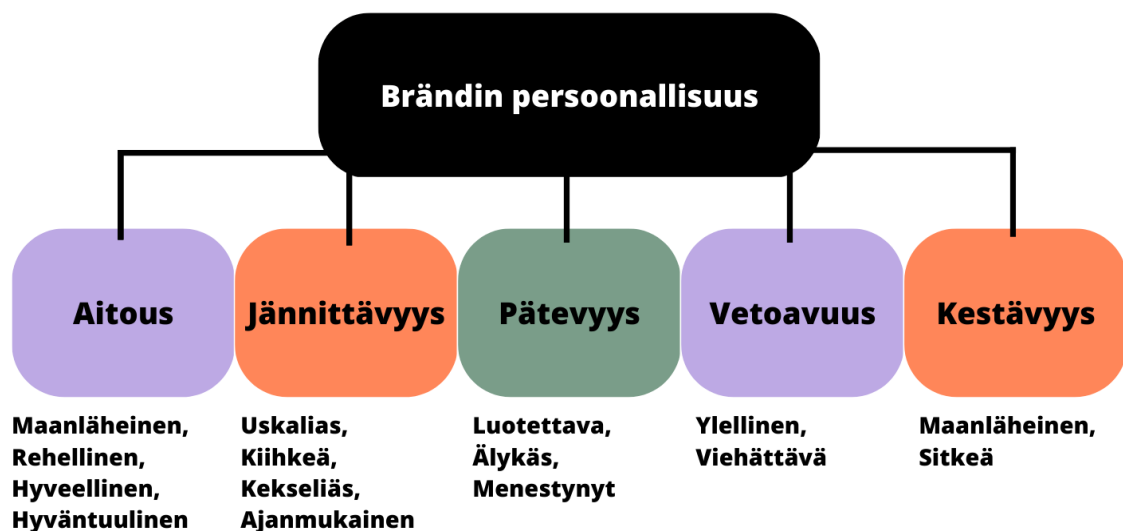 Brändin persoonallisuus
Aitous
Jännittävyys
Pätevyys
Vetoavuus
Kestävyys
Maanläheinen,
Rehellinen,
Hyveellinen,
Hyväntuulinen
Uskalias,
Kiihkeä,
Kekseliäs,
Ajanmukainen
Luotettava,
Älykäs,
Menestynyt
Ylellinen,
Viehättävä
Maanläheinen,
Sitkeä